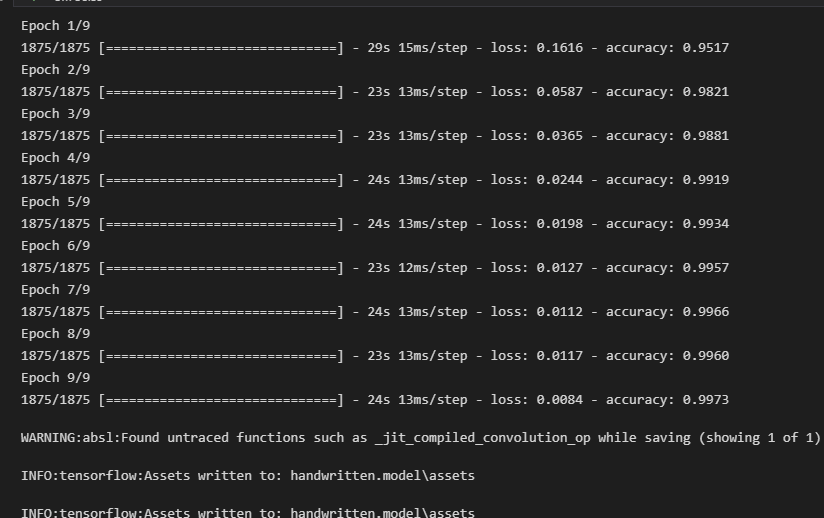 Epoch 1/9
1875/1875 [==============================] - 29s 15ms/step - loss: 0.1616 - accuracy: 0.9517
Epoch 2/9
1875/1875 [==============================] - 23s 13ms/step - loss: 0.0587 - accuracy: 0.9821
Epoch 3/9
1875/1875 [==============================] - 23s 13ms/step - loss: 0.0365 - accuracy: 0.9881
Epoch 4/9
1875/1875 [==============================] - 24s 13ms/step - loss: 0.0244 - accuracy: 0.9919
Epoch 5/9
1875/1875 [==============================] - 24s 13ms/step - loss: 0.0198 - accuracy: 0.9934
Epoch 6/9
1875/1875 [==============================] - 23s 12ms/step - loss: 0.0127 - accuracy: 0.9957
Epoch 7/9
1875/1875 [==============================] - 24s 13ms/step - loss: 0.0112 - accuracy: 0.9966
Epoch 8/9
1875/1875 [==============================] - 23s 13ms/step - loss: 0.0117 - accuracy: 0.9960
Epoch 9/9
1875/1875 [==============================] - 24s 13ms/step - loss: 0.0084 - accuracy: 0.9973
WARNING:absl:Found untraced functions such as _jit_compiled_convolution_op while saving (showing 1 of 1)
INFO:tensorflow:Assets written to: handwritten.model\assets
INFO:tensorflow:Assets written to: handwritten.model\assets